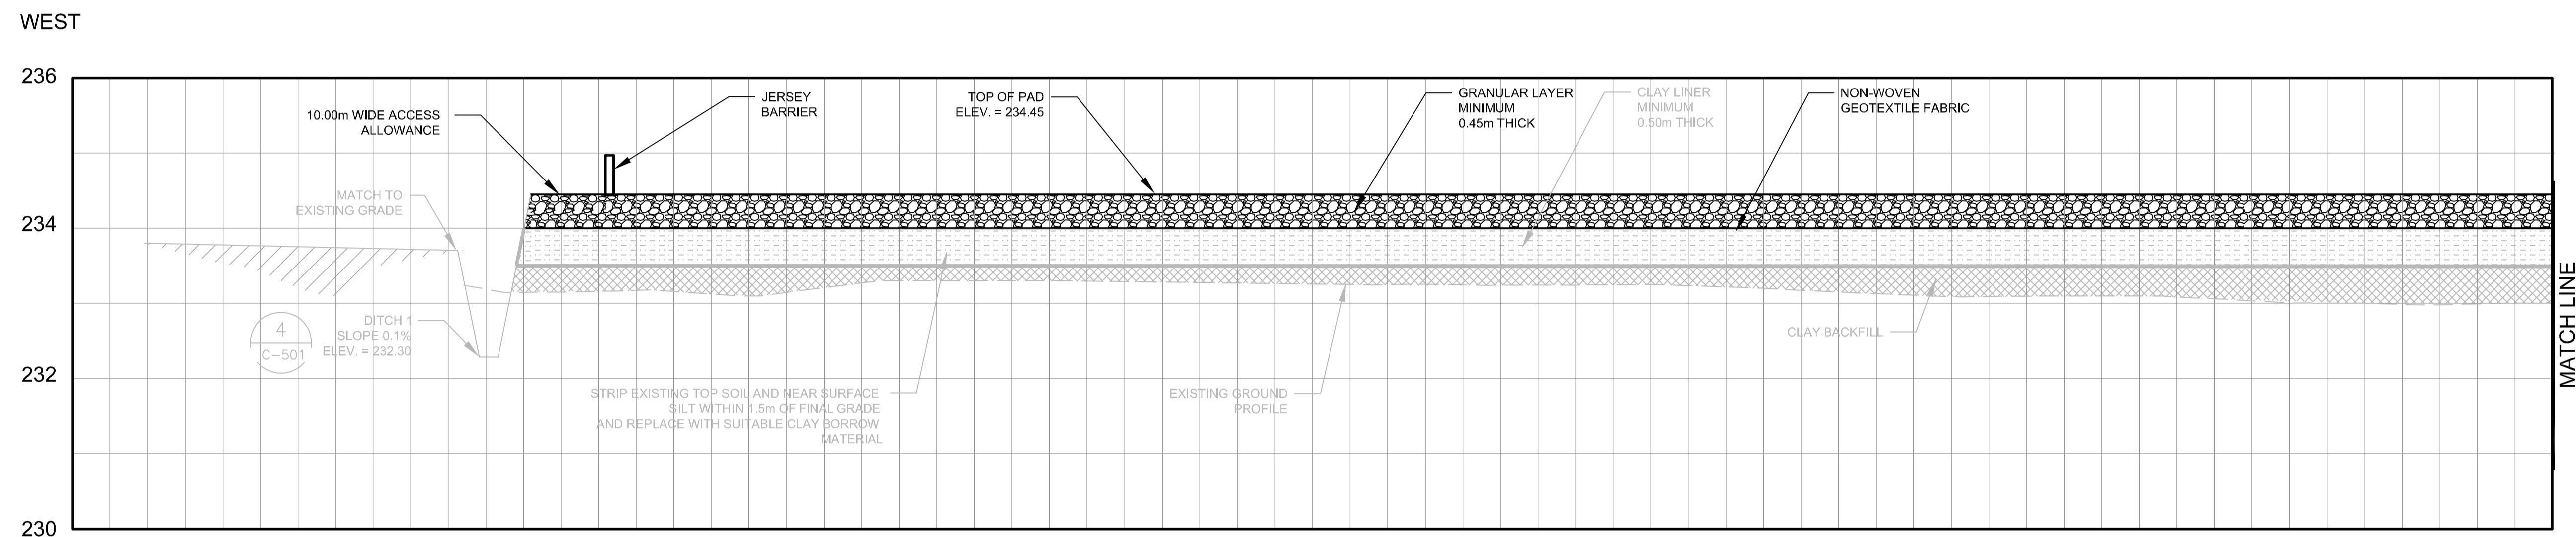 WEST
236
234
232
230
10.00m WIDE ACCESS
ALLOWANCE
JERSEY
BARRIER
TOP OF PAD
ELEV. = 234.45
GRANULAR LAYER
MINIMUM
0.45m THICK
CLAY LINER
MINIMUM
0.50m THICK
NON-WOVEN
GEOTEXTILE FABRIC
MATCH TO
EXISTING GRADE
4
C-501
DITCH 1
SLOPE 0.1%
ELEV. = 232.30
STRIP EXISTING TOP SOIL AND NEAR SURFACE
SILT WITHIN 1.5m OF FINAL GRADE
AND REPLACE WITH SUITABLE CLAY BORROW
MATERIAL
EXISTING GROUND
PROFILE
CLAY BACKFILL
MATCH LINE